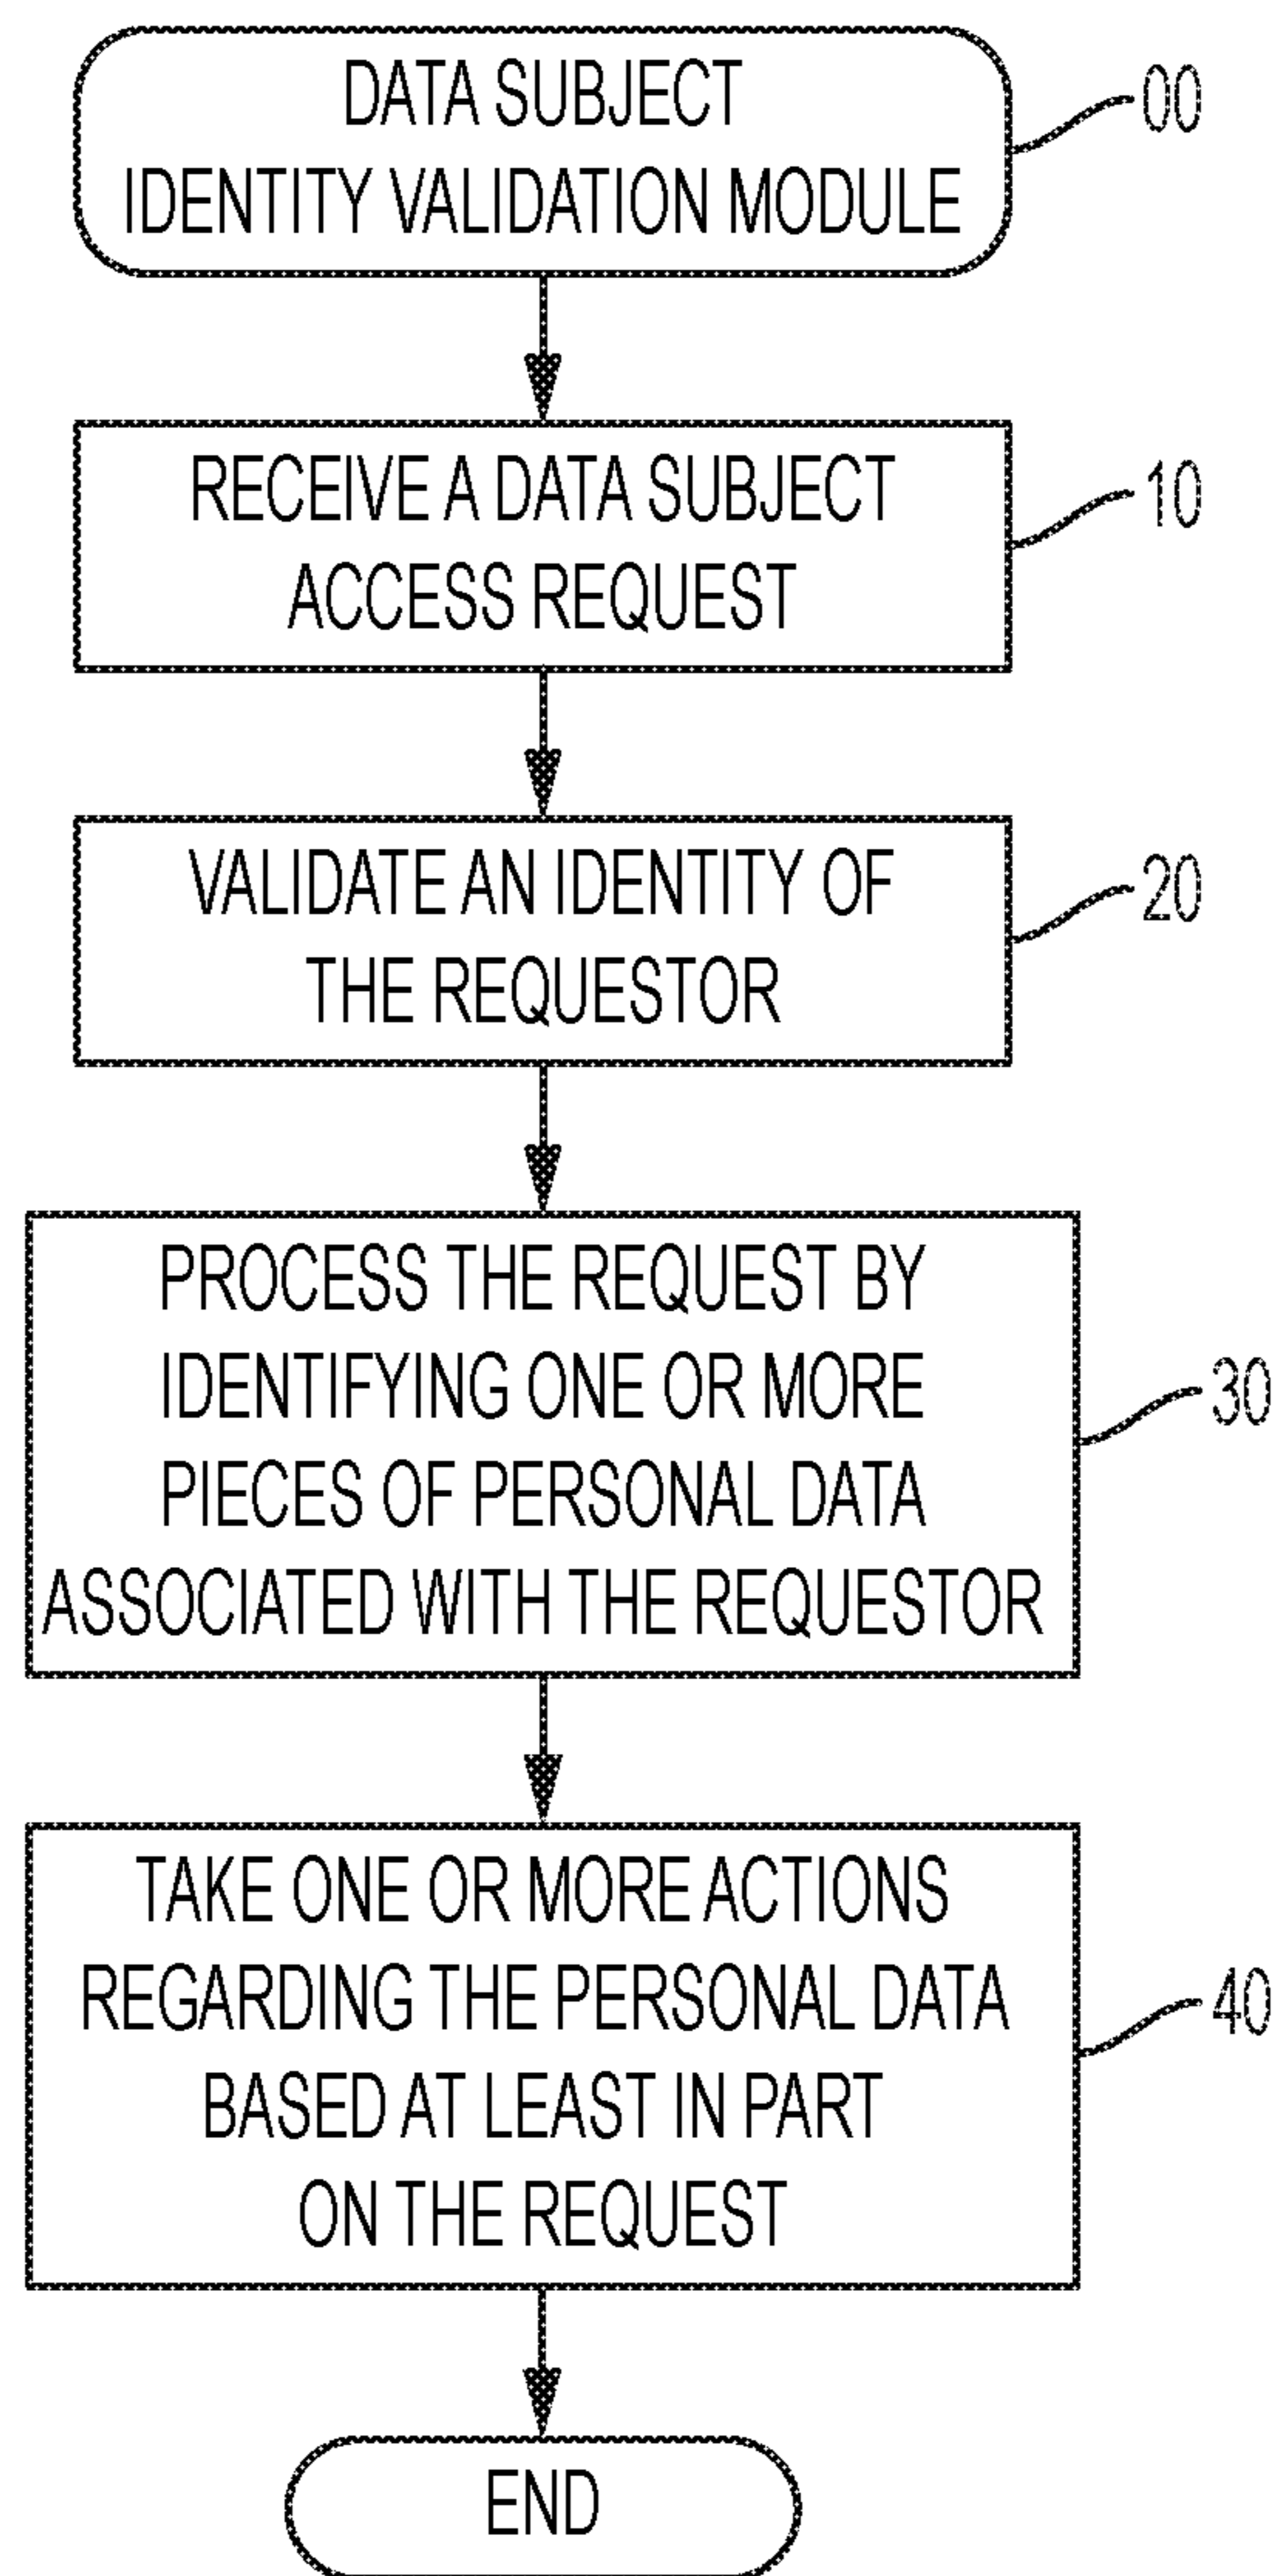 DATA SUBJECT
IDENTITY VALIDATION MODULE
00
RECEIVE A DATA SUBJECT
ACCESS REQUEST
10
VALIDATE AN IDENTITY OF
THE REQUESTOR
20
PROCESS THE REQUEST BY
IDENTIFYING ONE OR MORE
PIECES OF PERSONAL DATA
ASSOCIATED WITH THE REQUESTOR
30
TAKE ONE OR MORE ACTIONS
REGARDING THE PERSONAL DATA
BASED AT LEAST IN PART
ON THE REQUEST
40
END